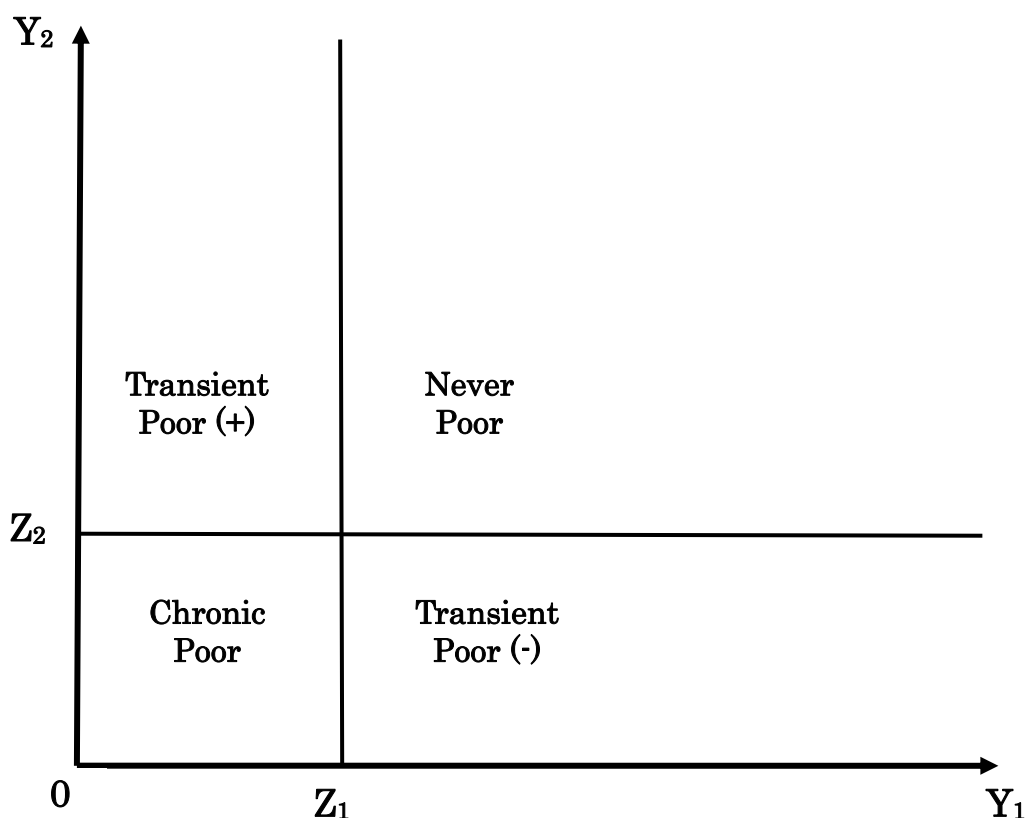 Y₂
Transient
Poor (+)
Never
Poor
Z₂
Chronic
Poor
Transient
Poor (-)
0
Z₁
Y₁